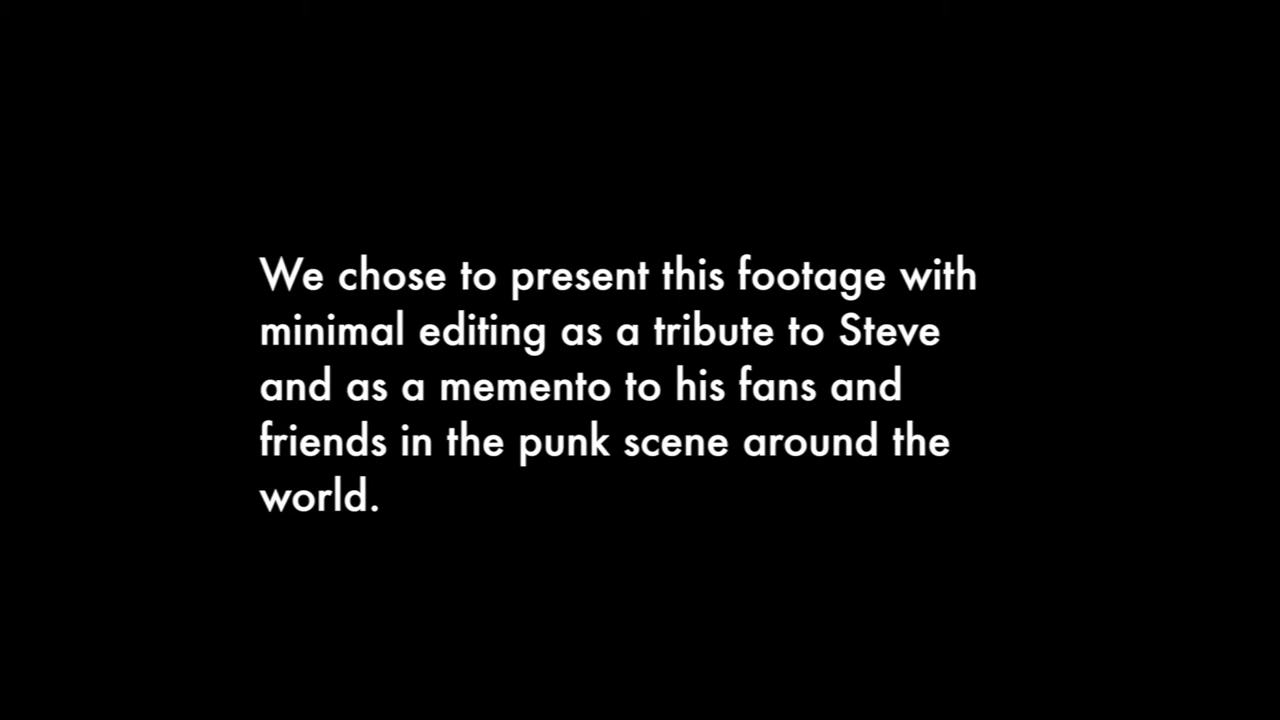 We chose to present this footage with
minimal editing as a tribute to Steve
and as a memento to his fans and
friends in the punk scene around the
world.